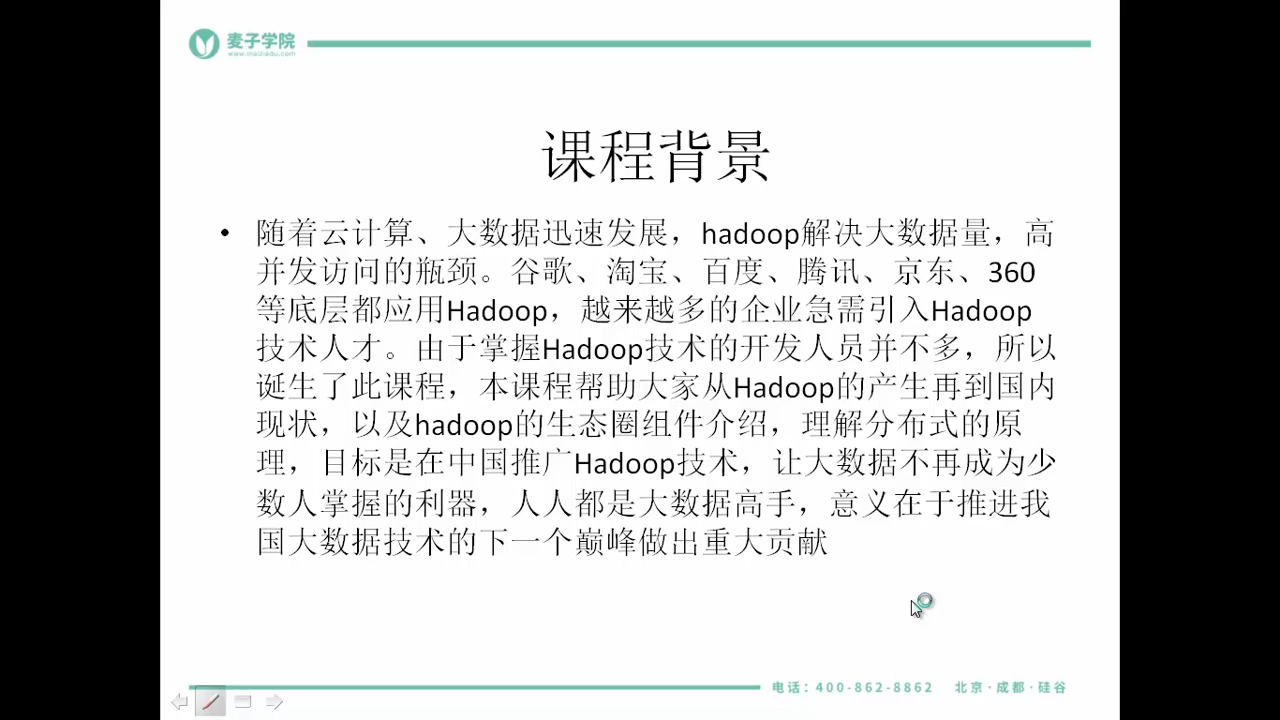 麦子学院
www.maiziedu.com
课程背景
• 随着云计算、大数据迅速发展，hadoop解决大数据量，高
并发访问的瓶颈。谷歌、淘宝、百度、腾讯、京东、360
等底层都应用Hadoop，越来越多的企业急需引入Hadoop
技术人才。由于掌握Hadoop技术的开发人员并不多，所以
诞生了此课程，本课程帮助大家从Hadoop的产生再到国内
现状，以及hadoop的生态圈组件介绍，理解分布式的原
理，目标是在中国推广Hadoop技术，让大数据不再成为少
数人掌握的利器，人人都是大数据高手，意义在于推进我
国大数据技术的下一个巅峰做出重大贡献
电话：400-862-8862 北京·成都·硅谷